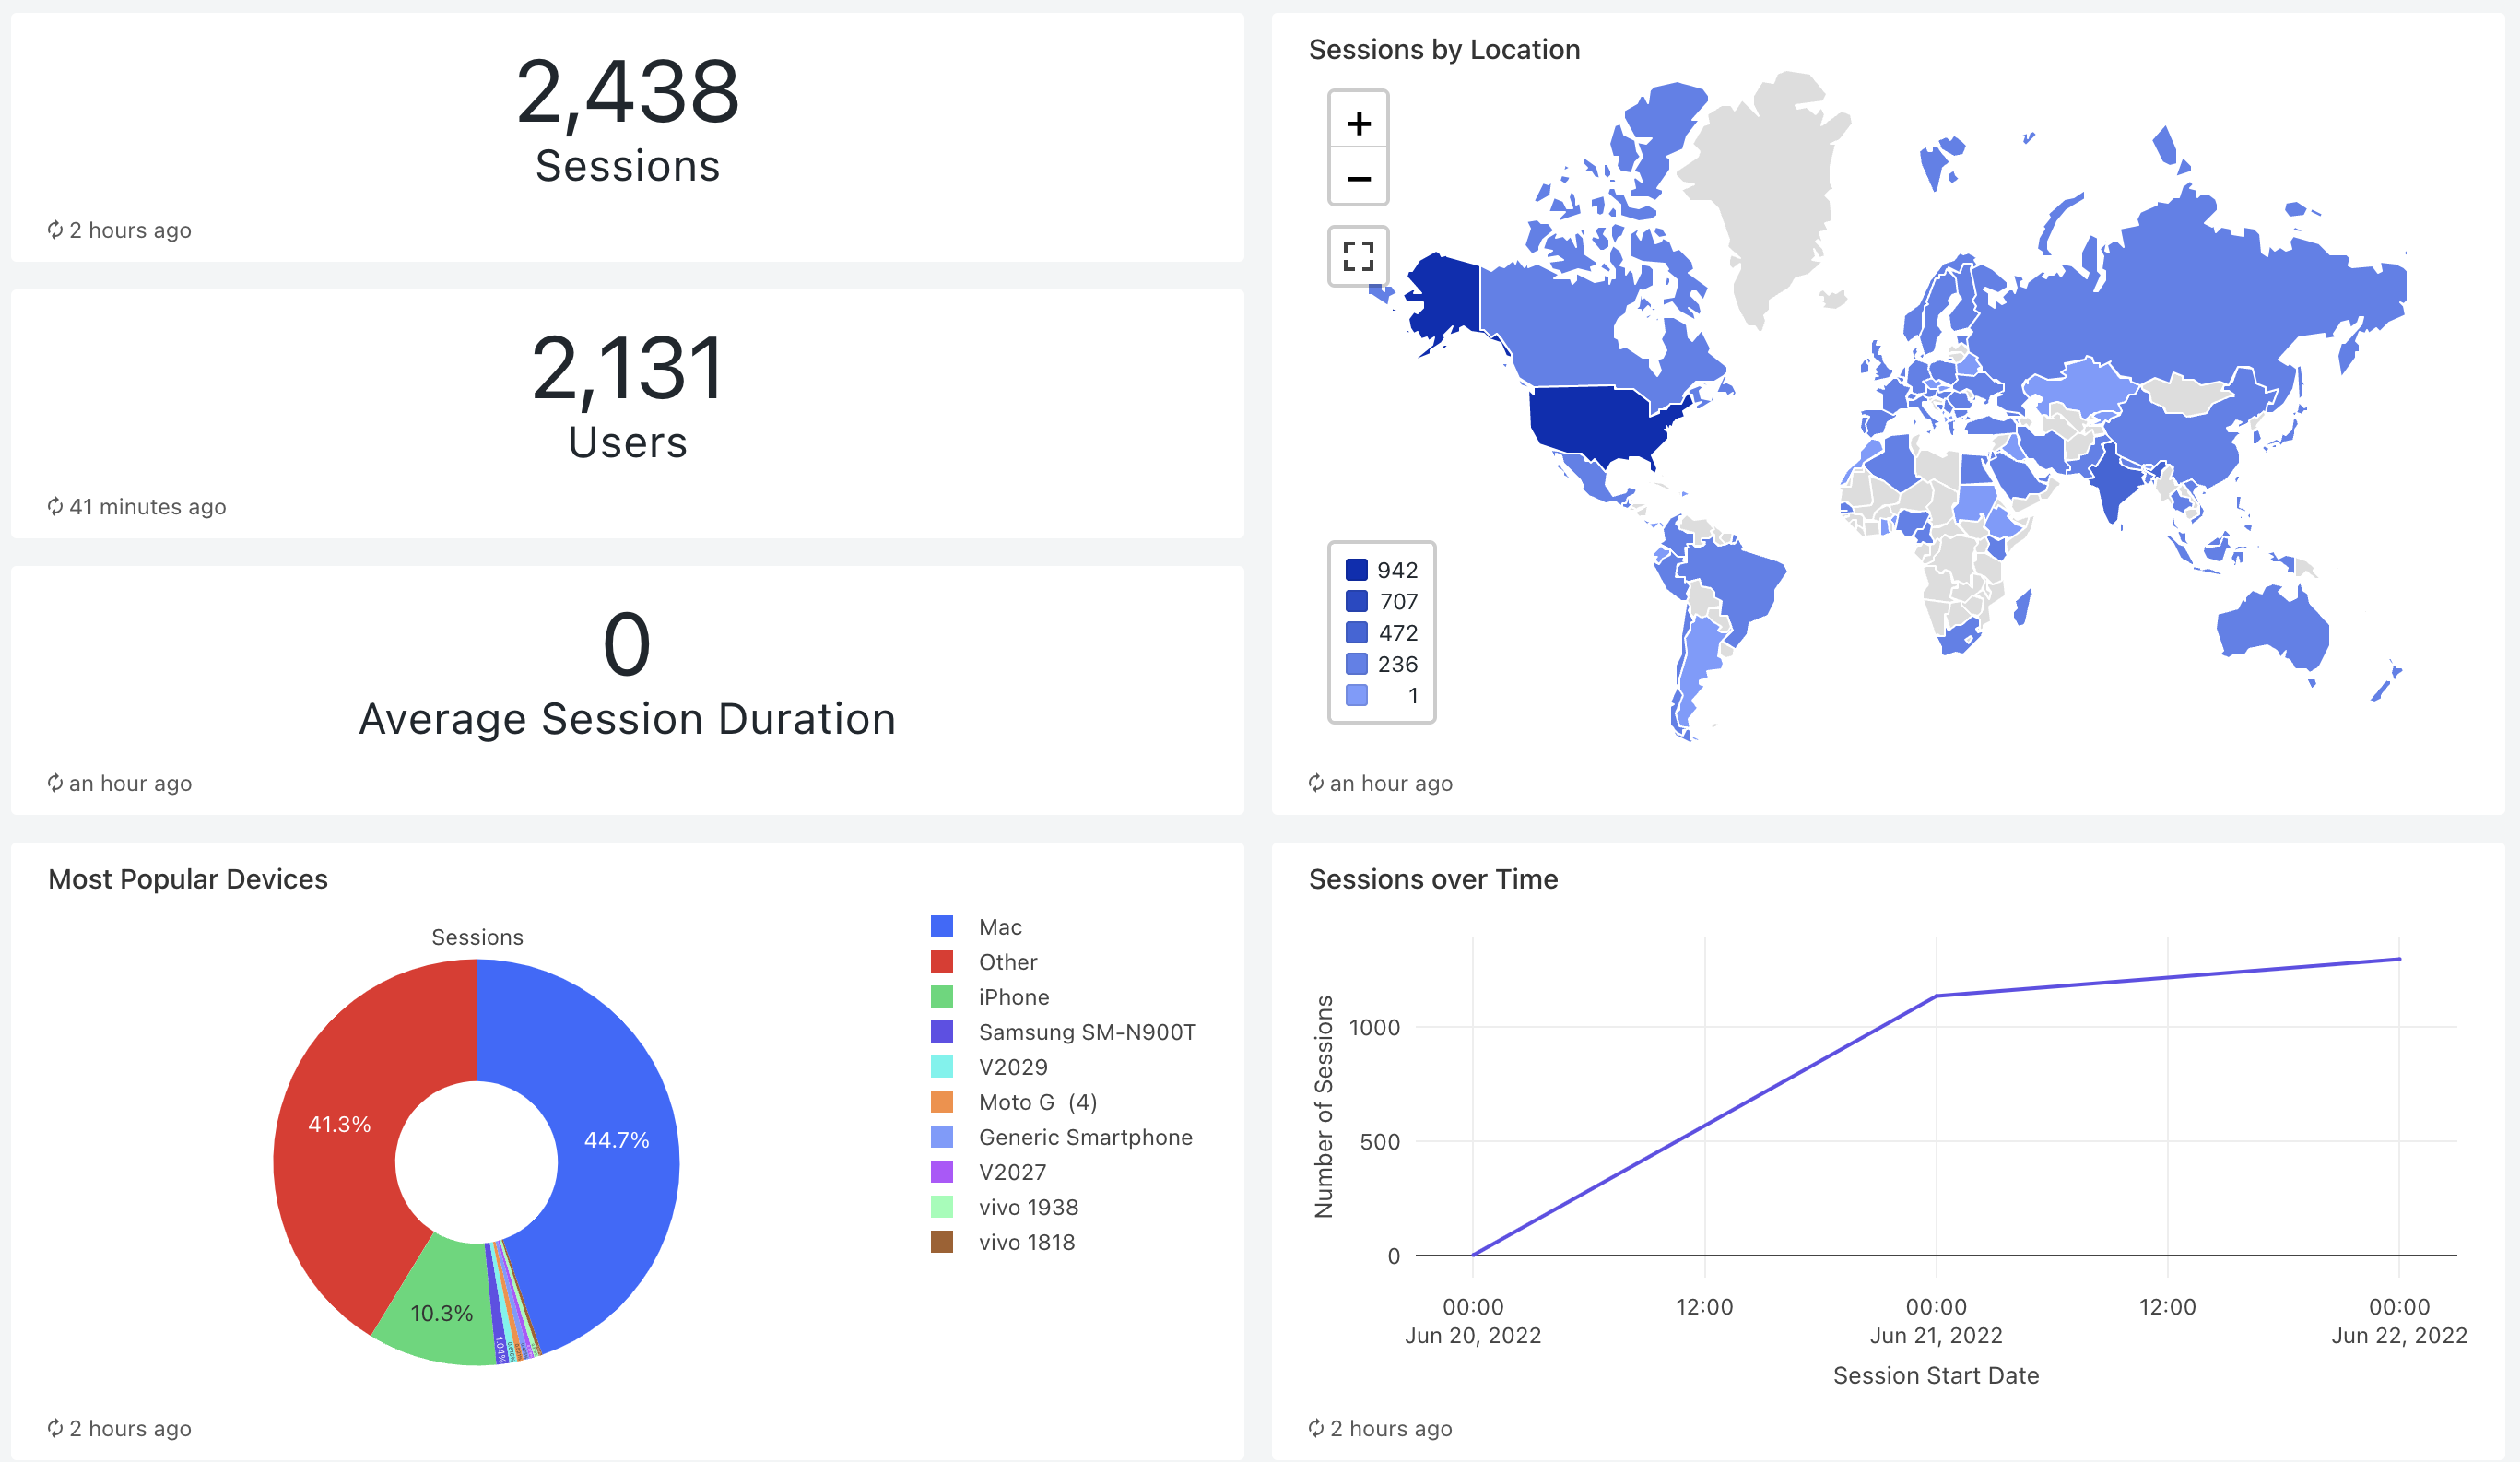 2,438
Sessions
2 hours ago
2,131
Users
41 minutes ago
0
Average Session Duration
an hour ago
Sessions by Location
+
−
942
707
472
236
1
an hour ago
Most Popular Devices
Sessions
41.3%
44.7%
10.3%
1.04%
Mac
Other
iPhone
Samsung SM-N900T
V2029
Moto G (4)
Generic Smartphone
V2027
vivo 1938
vivo 1818
2 hours ago
Sessions over Time
Number of Sessions
1000
500
0
00:00
Jun 20, 2022
12:00
00:00
Jun 21, 2022
12:00
00:00
Jun 22, 2022
Session Start Date
2 hours ago